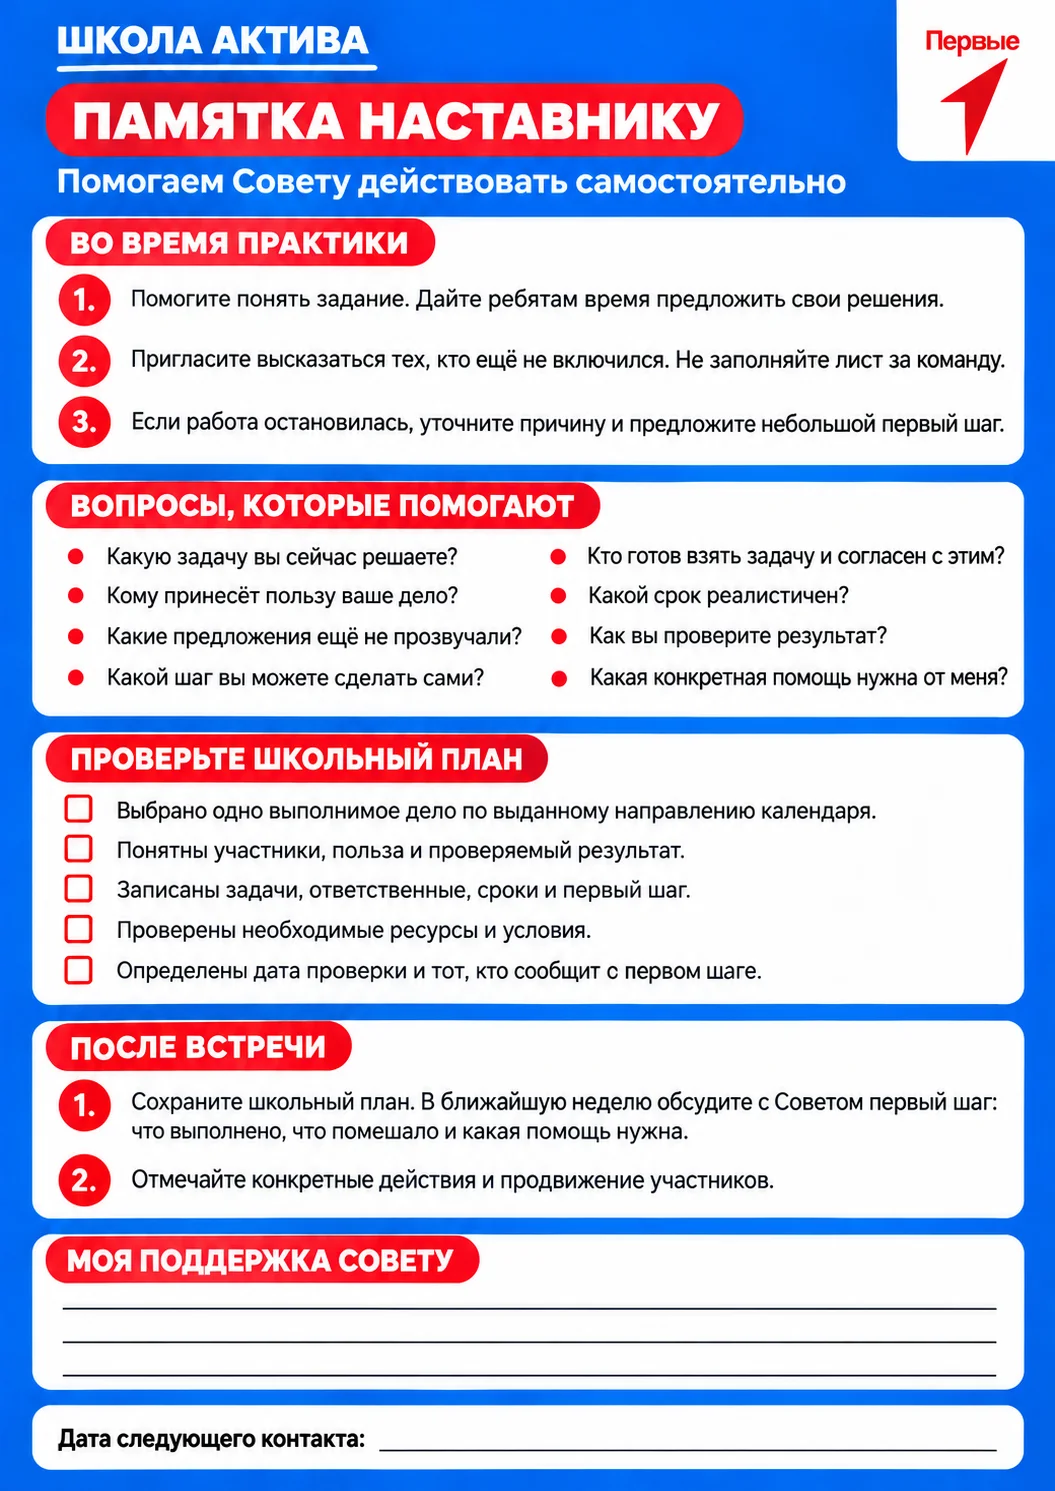 ШКОЛА АКТИВА
Первые
ПАМЯТКА НАСТАВНИКУ
Помогаем Совету действовать самостоятельно
ВО ВРЕМЯ ПРАКТИКИ
1. Помогите понять задание. Дайте ребятам время предложить свои решения.
2. Пригласите высказаться тех, кто ещё не включился. Не заполняйте лист за команду.
3. Если работа остановилась, уточните причину и предложите небольшой первый шаг.
ВОПРОСЫ, КОТОРЫЕ ПОМОГАЮТ
Какую задачу вы сейчас решаете?
Кому принесёт пользу ваше дело?
Какие предложения ещё не прозвучали?
Какой шаг вы можете сделать сами?
Кто готов взять задачу и согласен с этим?
Какой срок реалистичен?
Как вы проверите результат?
Какая конкретная помощь нужна от меня?
ПРОВЕРЬТЕ ШКОЛЬНЫЙ ПЛАН
Выбрано одно выполнимое дело по выданному направлению календаря.
Понятны участники, польза и проверяемый результат.
Записаны задачи, ответственные, сроки и первый шаг.
Проверены необходимые ресурсы и условия.
Определены дата проверки и тот, кто сообщит о первом шаге.
ПОСЛЕ ВСТРЕЧИ
1. Сохраните школьный план. В ближайшую неделю обсудите с Советом первый шаг:
что выполнено, что помешало и какая помощь нужна.
2. Отмечайте конкретные действия и продвижение участников.
МОЯ ПОДДЕРЖКА СОВЕТУ
Дата следующего контакта: